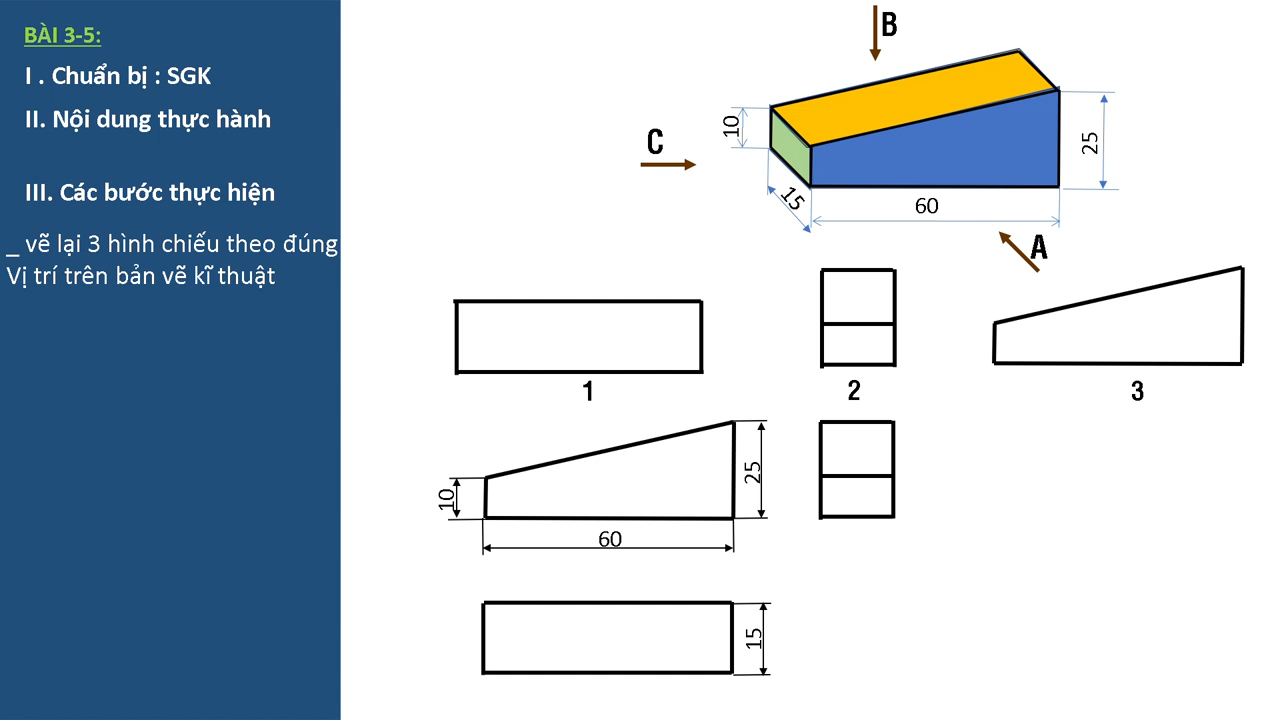 BÀI 3-5:
I . Chuẩn bị : SGK
II. Nội dung thực hành
III. Các bước thực hiện
_ vẽ lại 3 hình chiếu theo đúng
Vị trí trên bản vẽ kĩ thuật
B
C
10
25
15
60
A
1
2
3
10
25
60
15